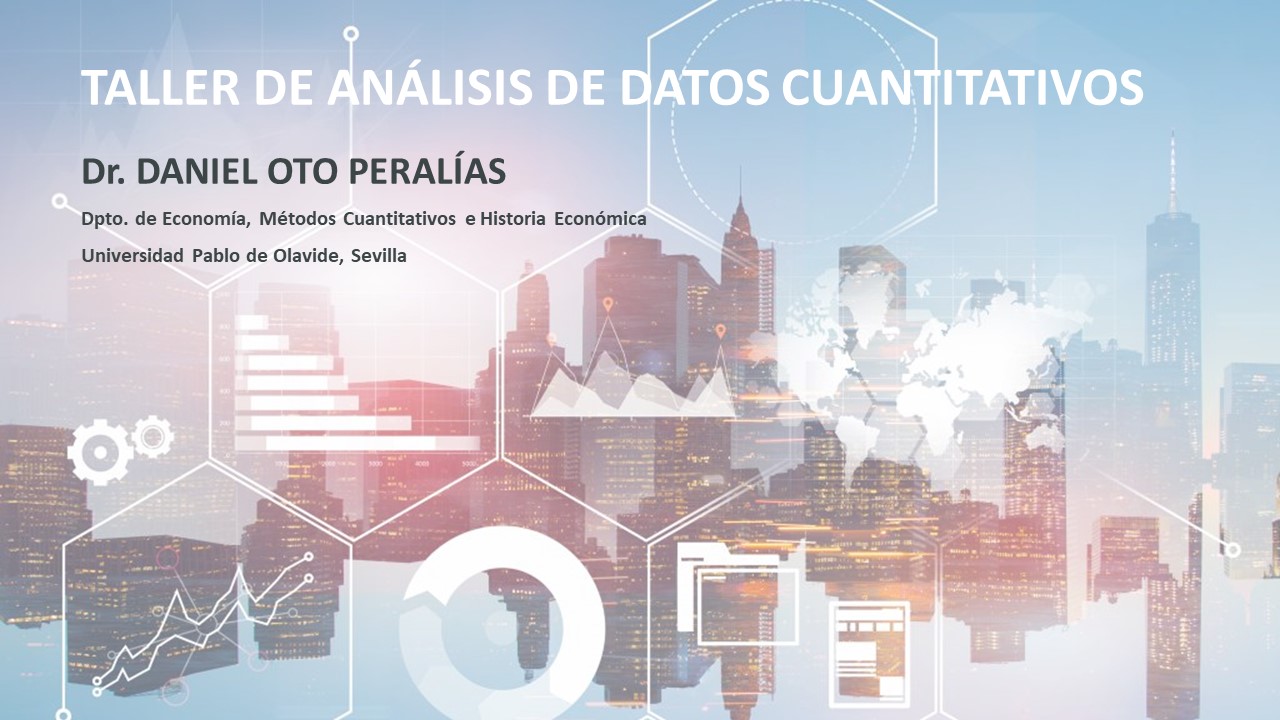 TALLER DE ANÁLISIS DE DATOS CUANTITATIVOS
Dr. DANIEL OTO PERALÍAS
Dpto. de Economía, Métodos Cuantitativos e Historia Económica
Universidad Pablo de Olavide, Sevilla